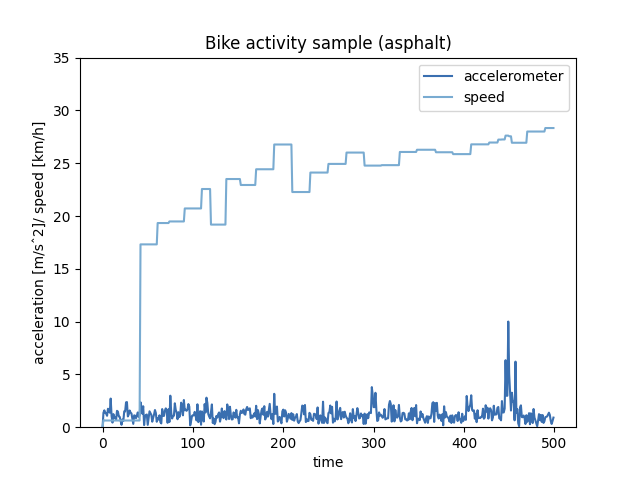 Bike activity sample (asphalt)
accelerometer
speed
acceleration [m/s^2]/ speed [km/h]
35
30
25
20
15
10
5
0
0 100 200 300 400 500
time